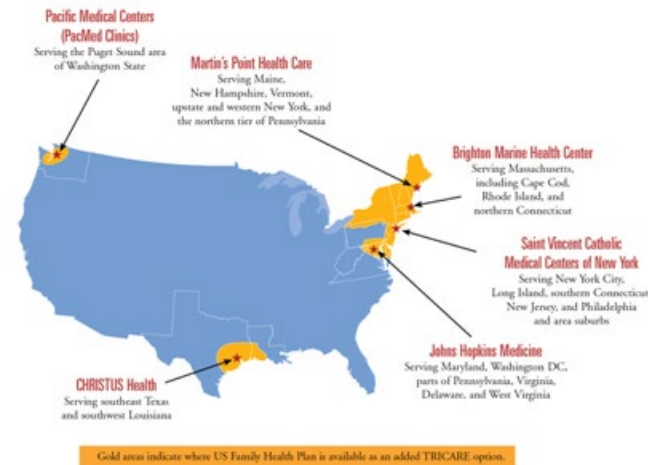 Pacific Medical Centers
(PacMed Clinics)
Serving the Puget Sound area
of Washington State
Martin's Point Health Care
Serving Maine,
New Hampshire, Vermont,
upstate and western New York, and
the northern tier of Pennsylvania
Brighton Marine Health Center
Serving Massachusetts,
including Cape Cod,
Rhode Island, and
northern Connecticut
Saint Vincent Catholic
Medical Centers of New York
Serving New York City,
Long Island, southern Connecticut
New Jersey, and Philadelphia
and area suburbs
Johns Hopkins Medicine
Serving Maryland, Washington DC,
parts of Pennsylvania, Virginia,
Delaware, and West Virginia
CHRISTUS Health
Serving southeast Texas
and southwest Louisiana
Gold areas indicate where US Family Health Plan is available as an added TRICARE option.